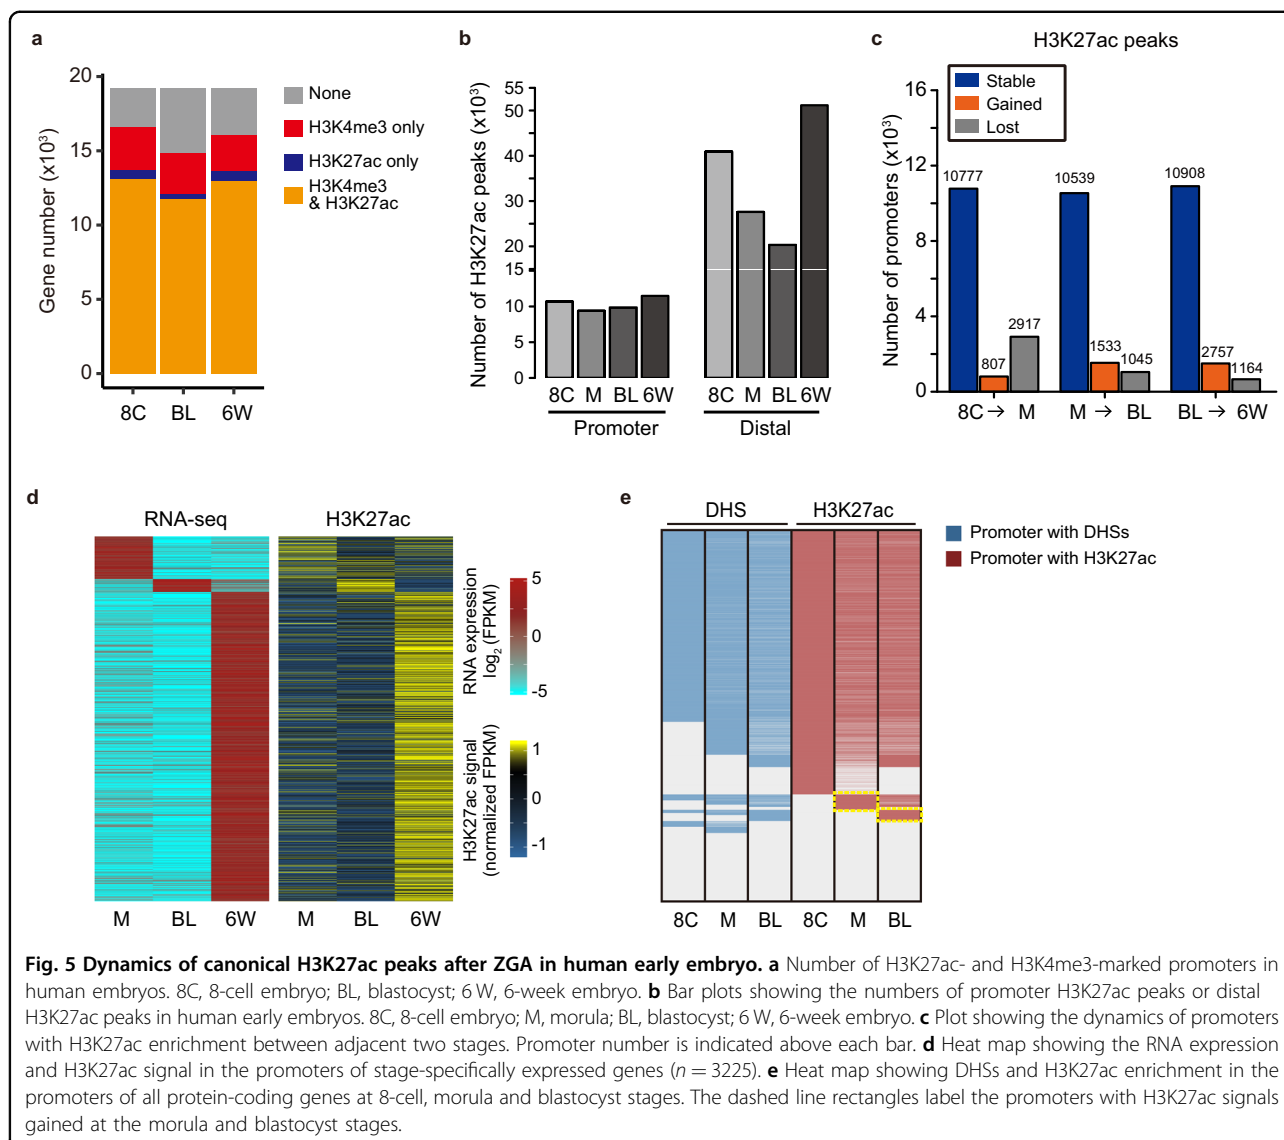 a
20
15
10
5
0
Gene number (x10³)
8C BL 6W
None
H3K4me3 only
H3K27ac only
H3K4me3
& H3K27ac
b
Number of H3K27ac peaks (x10³)
55
50
40
30
20
15
10
5
0
8C M BL 6W
Promoter
8C M BL 6W
Distal
c
H3K27ac peaks
Stable
Gained
Lost
Number of promoters (x10³)
16
12
8
4
0
10777
807
2917
10539
1533
1045
10908
2757
1164
8C → M
M → BL
BL → 6W
d
RNA-seq
H3K27ac
M BL 6W
M BL 6W
RNA expression
log₂ (FPKM)
5
0
-5
H3K27ac signal
(normalized FPKM)
1
0
-1
e
DHS
H3K27ac
8C M BL 8C M BL
Promoter with DHSs
Promoter with H3K27ac
Fig. 5 Dynamics of canonical H3K27ac peaks after ZGA in human early embryo. a Number of H3K27ac- and H3K4me3-marked promoters in
human embryos. 8C, 8-cell embryo; BL, blastocyst; 6 W, 6-week embryo. b Bar plots showing the numbers of promoter H3K27ac peaks or distal
H3K27ac peaks in human early embryos. 8C, 8-cell embryo; M, morula; BL, blastocyst; 6 W, 6-week embryo. c Plot showing the dynamics of promoters
with H3K27ac enrichment between adjacent two stages. Promoter number is indicated above each bar. d Heat map showing the RNA expression
and H3K27ac signal in the promoters of stage-specifically expressed genes (n = 3225). e Heat map showing DHSs and H3K27ac enrichment in the
promoters of all protein-coding genes at 8-cell, morula and blastocyst stages. The dashed line rectangles label the promoters with H3K27ac signals
gained at the morula and blastocyst stages.